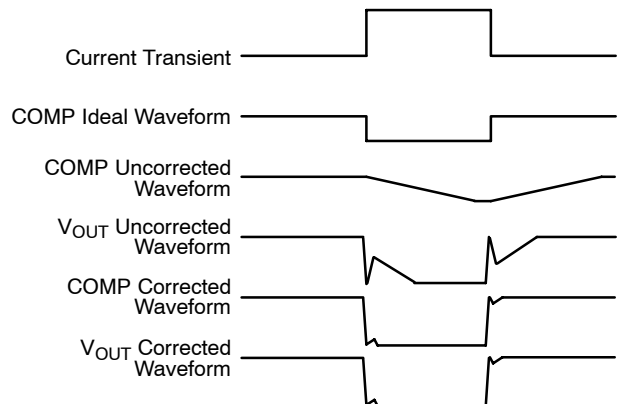 Current Transient
COMP Ideal Waveform
COMP Uncorrected
Waveform
VOUT Uncorrected
Waveform
COMP Corrected
Waveform
VOUT Corrected
Waveform